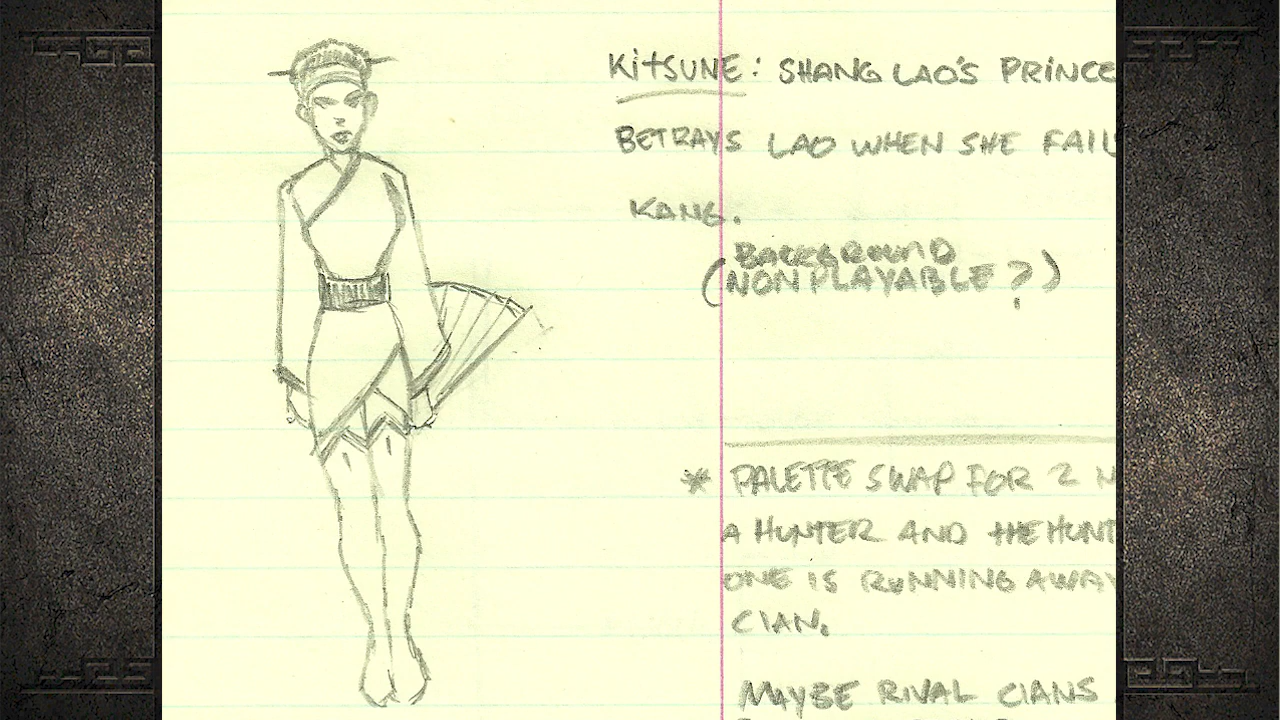 KITSUNE: SHANG LAO'S PRINCE
BETRAYS LAO WHEN SHE FAIL
KANG.
BACKGROUND
(NON PLAYABLE?)
* PALETTE SWAP FOR 2 N
A HUNTER AND THE HUNT
ONE IS RUNNING AWAY
CLAN.
MAYBE RIVAL CLANS